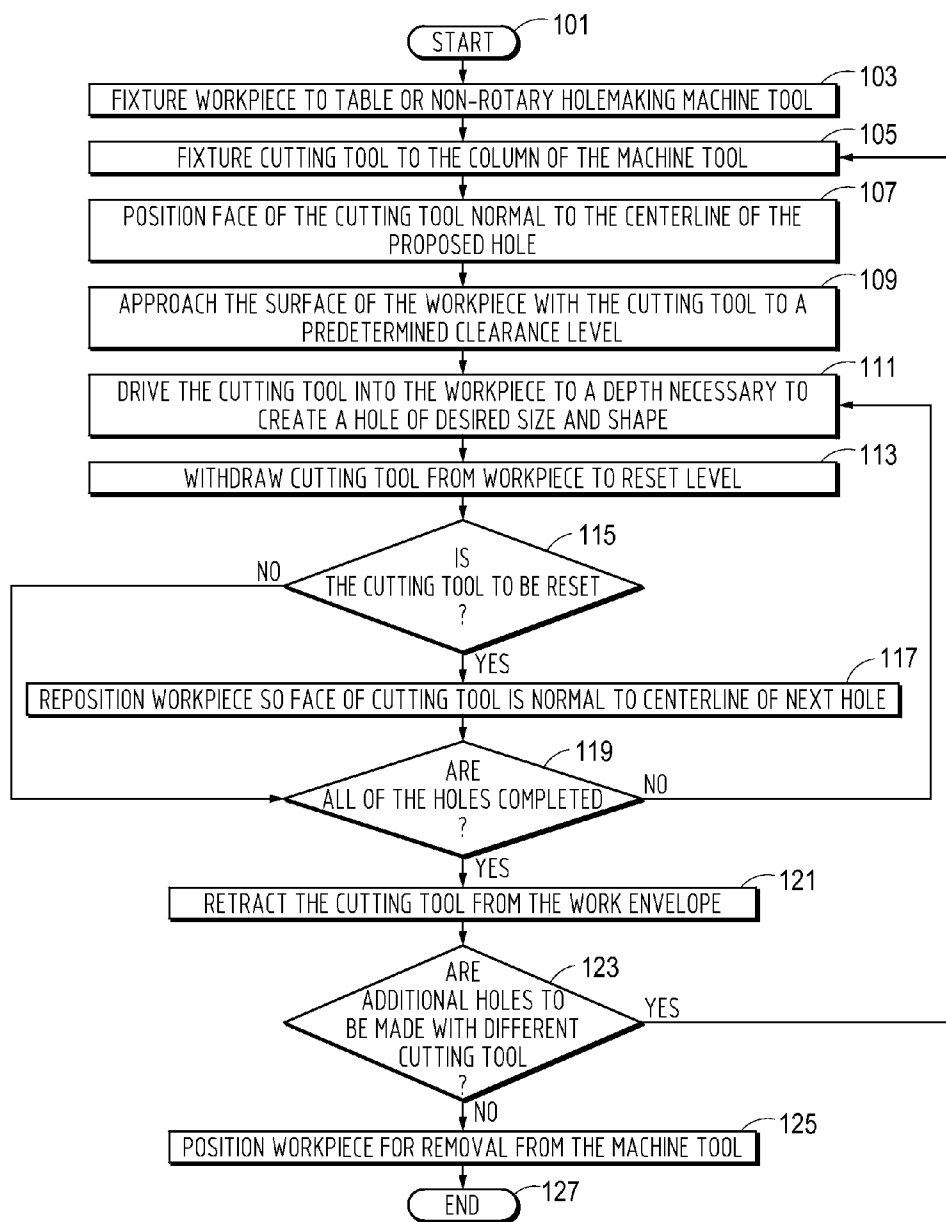 START
101
103
FIXTURE WORKPIECE TO TABLE OR NON-ROTARY HOLEMAKING MACHINE TOOL
105
FIXTURE CUTTING TOOL TO THE COLUMN OF THE MACHINE TOOL
107
POSITION FACE OF THE CUTTING TOOL NORMAL TO THE CENTERLINE OF THE
PROPOSED HOLE
109
APPROACH THE SURFACE OF THE WORKPIECE WITH THE CUTTING TOOL TO A
PREDETERMINED CLEARANCE LEVEL
111
DRIVE THE CUTTING TOOL INTO THE WORKPIECE TO A DEPTH NECESSARY TO
CREATE A HOLE OF DESIRED SIZE AND SHAPE
113
WITHDRAW CUTTING TOOL FROM WORKPIECE TO RESET LEVEL
115
NO
IS
THE CUTTING TOOL TO BE RESET
?
YES
117
REPOSITION WORKPIECE SO FACE OF CUTTING TOOL IS NORMAL TO CENTERLINE OF NEXT HOLE
119
ARE
ALL OF THE HOLES COMPLETED
?
NO
YES
121
RETRACT THE CUTTING TOOL FROM THE WORK ENVELOPE
123
ARE
ADDITIONAL HOLES TO
BE MADE WITH DIFFERENT
CUTTING TOOL
?
YES
NO
125
POSITION WORKPIECE FOR REMOVAL FROM THE MACHINE TOOL
END
127